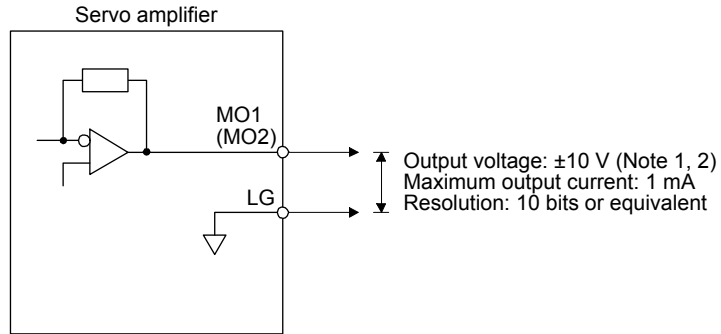 Servo amplifier
MO1
(MO2)
LG
Output voltage: ±10 V (Note 1, 2)
Maximum output current: 1 mA
Resolution: 10 bits or equivalent